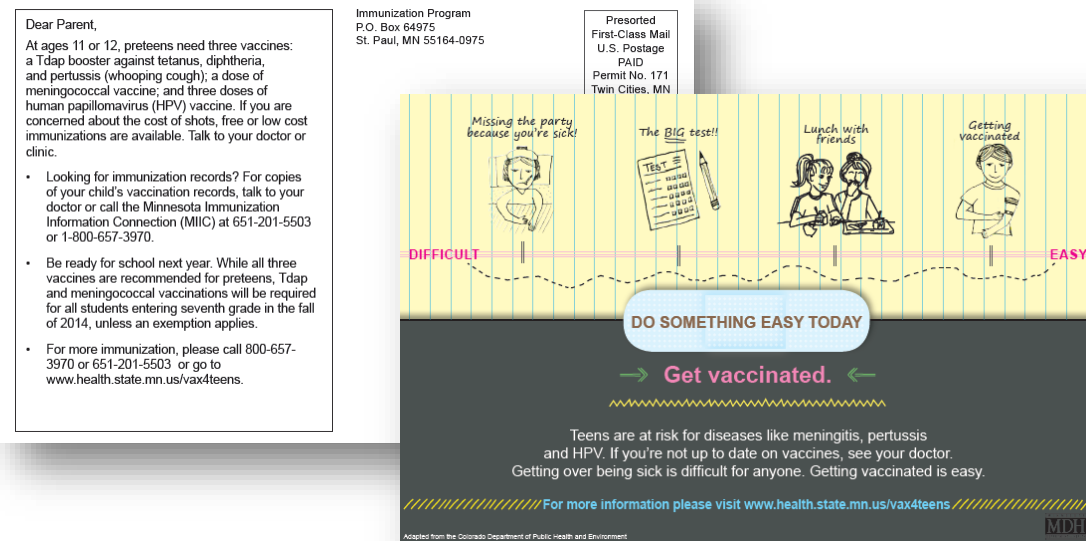 Dear Parent,
At ages 11 or 12, preteens need three vaccines:
a Tdap booster against tetanus, diphtheria,
and pertussis (whooping cough); a dose of
meningococcal vaccine; and three doses of
human papillomavirus (HPV) vaccine. If you are
concerned about the cost of shots, free or low cost
immunizations are available. Talk to your doctor or
clinic.
• Looking for immunization records? For copies
of your child's vaccination records, talk to your
doctor or call the Minnesota Immunization
Information Connection (MIIC) at 651-201-5503
or 1-800-657-3970.
• Be ready for school next year. While all three
vaccines are recommended for preteens, Tdap
and meningococcal vaccinations will be required
for all students entering seventh grade in the fall
of 2014, unless an exemption applies.
• For more immunization, please call 800-657-
3970 or 651-201-5503 or go to
www.health.state.mn.us/vax4teens.
Immunization Program
P.O. Box 64975
St. Paul, MN 55164-0975
Presorted
First-Class Mail
U.S. Postage
PAID
Permit No. 171
Twin Cities, MN
Missing the party
because you're sick!
The BIG test!!
TEST
Lunch with
friends
Getting
vaccinated
DIFFICULT
EASY
DO SOMETHING EASY TODAY
Get vaccinated.
Teens are at risk for diseases like meningitis, pertussis
and HPV. If you're not up to date on vaccines, see your doctor.
Getting over being sick is difficult for anyone. Getting vaccinated is easy.
For more information please visit www.health.state.mn.us/vax4teens
Adapted from the Colorado Department of Public Health and Environment
MDH